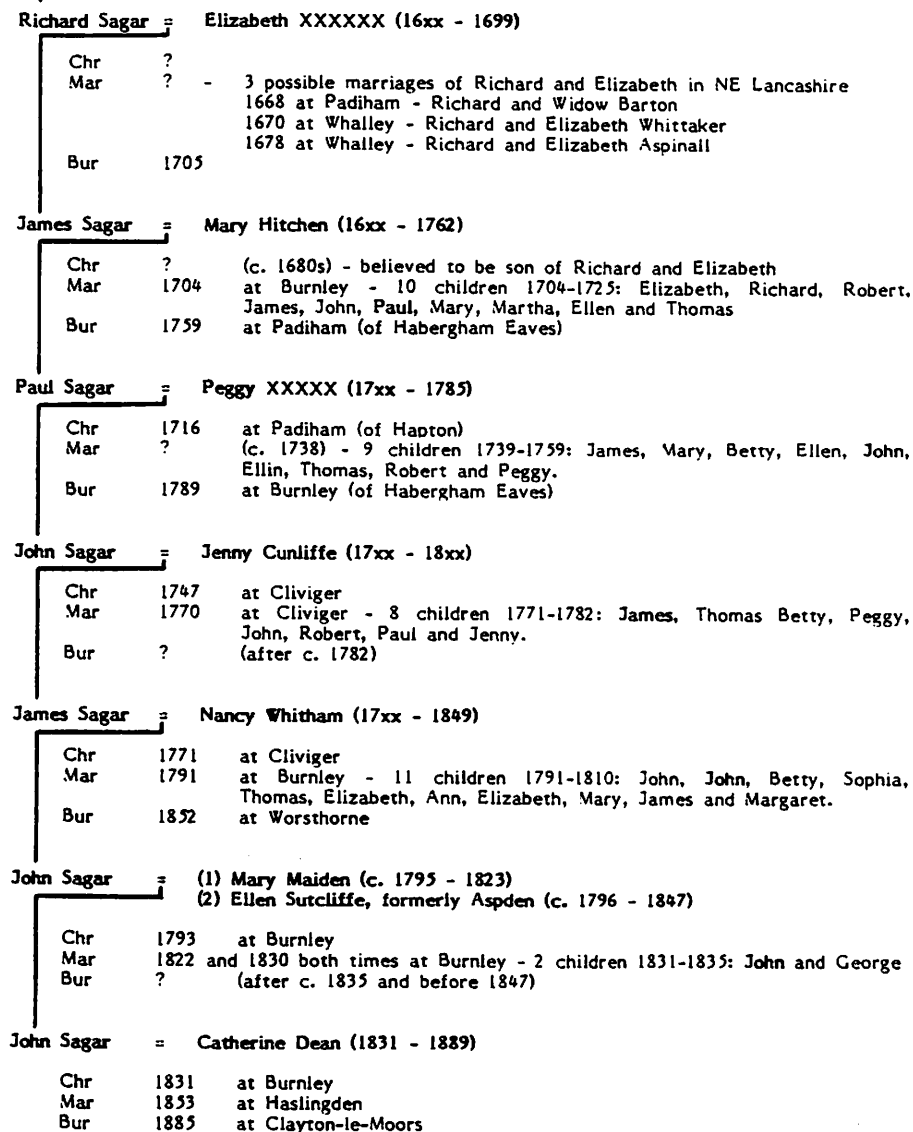 Richard Sagar = Elizabeth XXXXXX (16xx - 1699)
Chr ?
Mar ? - 3 possible marriages of Richard and Elizabeth in NE Lancashire
1668 at Padiham - Richard and Widow Barton
1670 at Whalley - Richard and Elizabeth Whittaker
1678 at Whalley - Richard and Elizabeth Aspinall
Bur 1705
James Sagar = Mary Hitchen (16xx - 1762)
Chr ? (c. 1680s) - believed to be son of Richard and Elizabeth
Mar 1704 at Burnley - 10 children 1704-1725: Elizabeth, Richard, Robert,
James, John, Paul, Mary, Martha, Ellen and Thomas
Bur 1759 at Padiham (of Habergham Eaves)
Paul Sagar = Peggy XXXXX (17xx - 1785)
Chr 1716 at Padiham (of Hapton)
Mar ? (c. 1738) - 9 children 1739-1759: James, Mary, Betty, Ellen, John,
Ellin, Thomas, Robert and Peggy.
Bur 1789 at Burnley (of Habergham Eaves)
John Sagar = Jenny Cunliffe (17xx - 18xx)
Chr 1747 at Cliviger
Mar 1770 at Cliviger - 8 children 1771-1782: James, Thomas Betty, Peggy,
John, Robert, Paul and Jenny.
Bur ? (after c. 1782)
James Sagar = Nancy Whitham (17xx - 1849)
Chr 1771 at Cliviger
Mar 1791 at Burnley - 11 children 1791-1810: John, John, Betty, Sophia,
Thomas, Elizabeth, Ann, Elizabeth, Mary, James and Margaret.
Bur 1852 at Worsthorne
John Sagar = (1) Mary Maiden (c. 1795 - 1823)
(2) Ellen Sutcliffe, formerly Aspden (c. 1796 - 1847)
Chr 1793 at Burnley
Mar 1822 and 1830 both times at Burnley - 2 children 1831-1835: John and George
Bur ? (after c. 1835 and before 1847)
John Sagar = Catherine Dean (1831 - 1889)
Chr 1831 at Burnley
Mar 1853 at Haslingden
Bur 1885 at Clayton-le-Moors